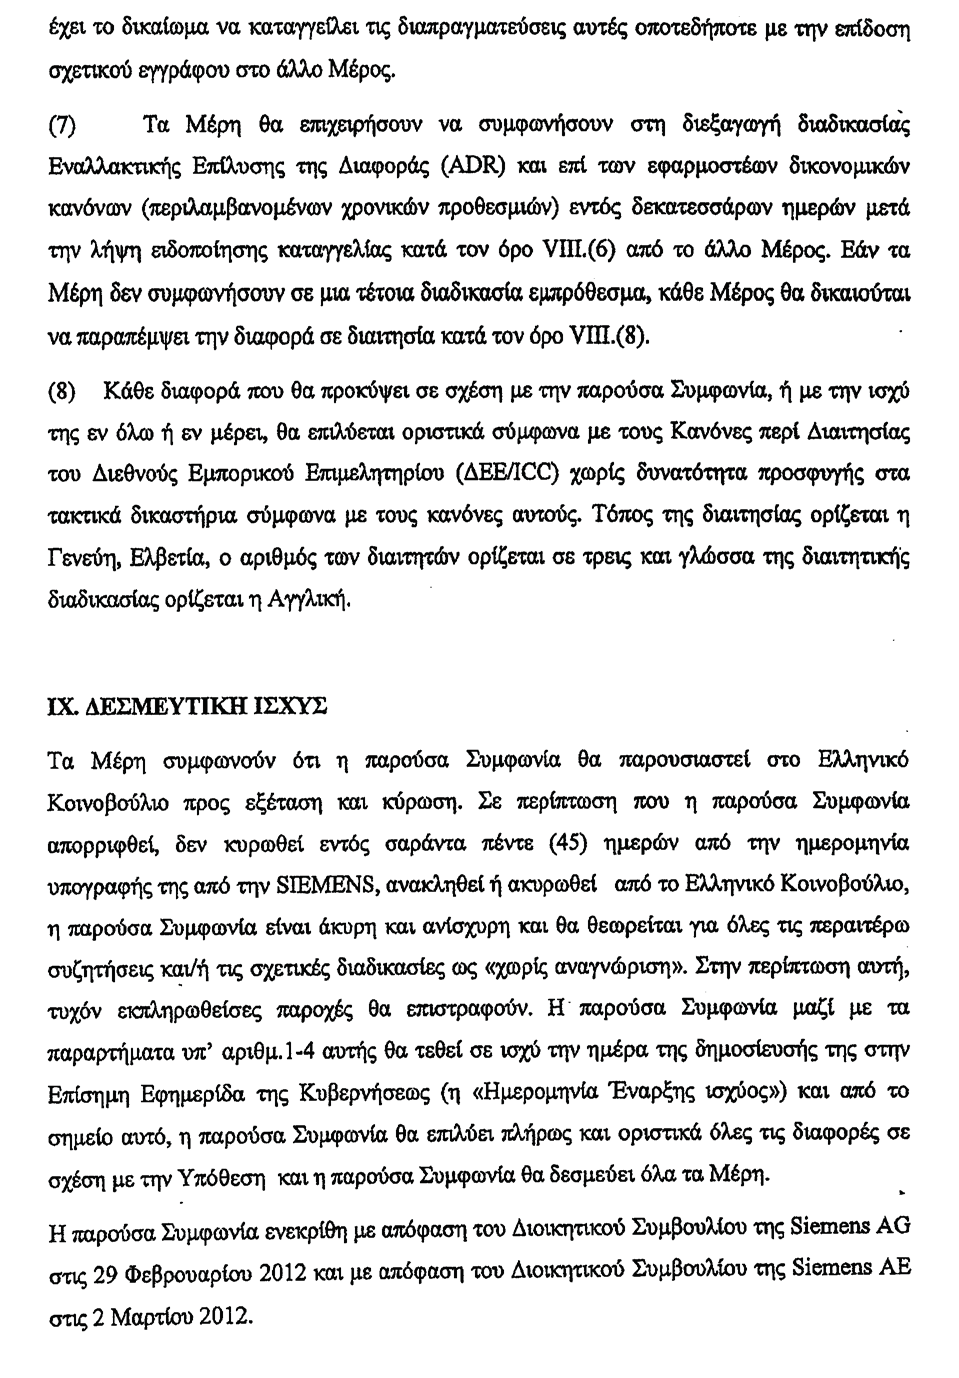 έχει το δικαίωμα να καταγγείλει τις διαπραγματεύσεις αυτές οποτεδήποτε με την επίδοση
σχετικού εγγράφου στο άλλο Μέρος.
(7) Τα Μέρη θα επιχειρήσουν να συμφωνήσουν στη διεξαγωγή διαδικασίας
Εναλλακτικής Επίλυσης της Διαφοράς (ADR) και επί των εφαρμοστέων δικονομικών
κανόνων (περιλαμβανομένων χρονικών προθεσμιών) εντός δεκατεσσάρων ημερών μετά
την λήψη ειδοποίησης καταγγελίας κατά τον όρο VIII.(6) από το άλλο Μέρος. Εάν τα
Μέρη δεν συμφωνήσουν σε μια τέτοια διαδικασία εμπρόθεσμα, κάθε Μέρος θα δικαιούται
να παραπέμψει την διαφορά σε διαιτησία κατά τον όρο VIII.(8).
(8) Κάθε διαφορά που θα προκύψει σε σχέση με την παρούσα Συμφωνία, ή με την ισχύ
της εν όλω ή εν μέρει, θα επιλύεται οριστικά σύμφωνα με τους Κανόνες περί Διαιτησίας
του Διεθνούς Εμπορικού Επιμελητηρίου (ΔΕΕ/ICC) χωρίς δυνατότητα προσφυγής στα
τακτικά δικαστήρια σύμφωνα με τους κανόνες αυτούς. Τόπος της διαιτησίας ορίζεται η
Γενεύη, Ελβετία, ο αριθμός των διαιτητών ορίζεται σε τρεις και γλώσσα της διαιτητικής
διαδικασίας ορίζεται η Αγγλική.
IX. ΔΕΣΜΕΥΤΙΚΗ ΙΣΧΥΣ
Τα Μέρη συμφωνούν ότι η παρούσα Συμφωνία θα παρουσιαστεί στο Ελληνικό
Κοινοβούλιο προς εξέταση και κύρωση. Σε περίπτωση που η παρούσα Συμφωνία
απορριφθεί, δεν κυρωθεί εντός σαράντα πέντε (45) ημερών από την ημερομηνία
υπογραφής της από την SIEMENS, ανακληθεί ή ακυρωθεί από το Ελληνικό Κοινοβούλιο,
η παρούσα Συμφωνία είναι άκυρη και ανίσχυρη και θα θεωρείται για όλες τις περαιτέρω
συζητήσεις και/ή τις σχετικές διαδικασίες ως «χωρίς αναγνώριση». Στην περίπτωση αυτή,
τυχόν εκπληρωθείσες παροχές θα επιστραφούν. Η παρούσα Συμφωνία μαζί με τα
παραρτήματα υπ’ αριθμ.1-4 αυτής θα τεθεί σε ισχύ την ημέρα της δημοσίευσής της στην
Επίσημη Εφημερίδα της Κυβερνήσεως (η «Ημερομηνία Έναρξης ισχύος») και από το
σημείο αυτό, η παρούσα Συμφωνία θα επιλύει πλήρως και οριστικά όλες τις διαφορές σε
σχέση με την Υπόθεση και η παρούσα Συμφωνία θα δεσμεύει όλα τα Μέρη.
Η παρούσα Συμφωνία ενεκρίθη με απόφαση του Διοικητικού Συμβουλίου της Siemens AG
στις 29 Φεβρουαρίου 2012 και με απόφαση του Διοικητικού Συμβουλίου της Siemens AE
στις 2 Μαρτίου 2012.